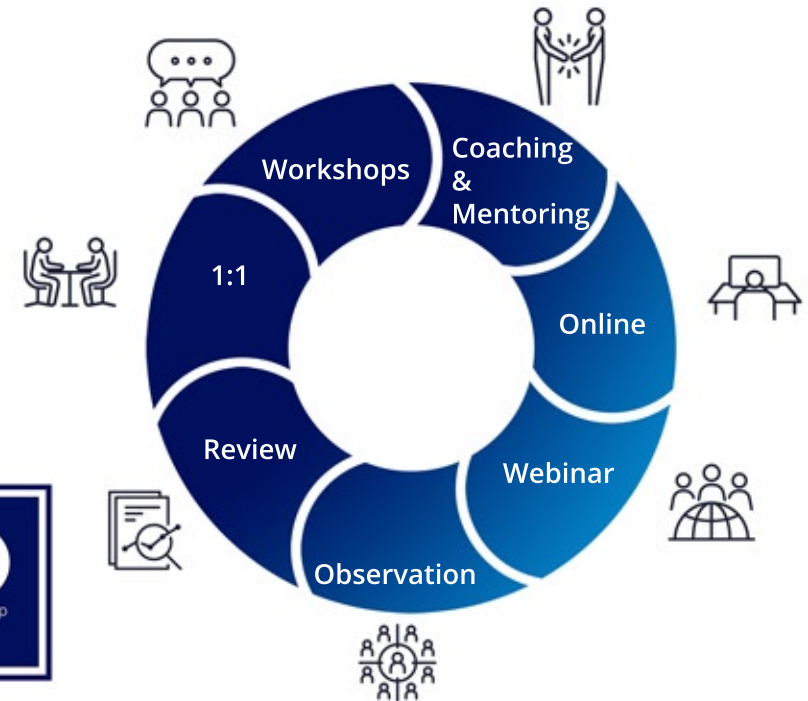 Workshops
Coaching
&
Mentoring
1:1
Online
Review
Webinar
Observation
p